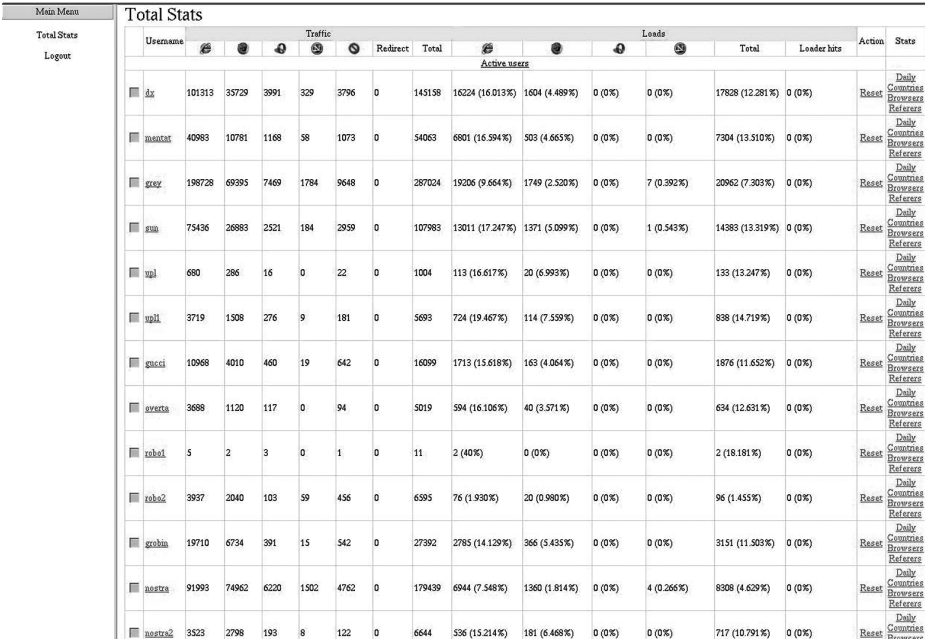 Main Menu
Total Stats
Logout
Total Stats
Username Traffic Loads Action Stats
Redirect Total Total Loader hits
Active users
dx 101313 35729 3991 329 3796 0 145158 16224 (16.013%) 1604 (4.489%) 0 (0%) 0 (0%) 17828 (12.281%) 0 (0%) Reset Daily
Countries
Browsers
Referers
mentat 40983 10781 1168 58 1073 0 54063 6801 (16.594%) 503 (4.665%) 0 (0%) 0 (0%) 7304 (13.510%) 0 (0%) Reset Daily
Countries
Browsers
Referers
grey 198728 69395 7469 1784 9648 0 287024 19206 (9.664%) 1749 (2.520%) 0 (0%) 7 (0.392%) 20962 (7.303%) 0 (0%) Reset Daily
Countries
Browsers
Referers
sun 75436 26883 2521 184 2959 0 107983 13011 (17.247%) 1371 (5.099%) 0 (0%) 1 (0.543%) 14383 (13.319%) 0 (0%) Reset Daily
Countries
Browsers
Referers
upl 680 286 16 0 22 0 1004 113 (16.617%) 20 (6.993%) 0 (0%) 0 (0%) 133 (13.247%) 0 (0%) Reset Daily
Countries
Browsers
Referers
upl1 3719 1508 276 9 181 0 5693 724 (19.467%) 114 (7.559%) 0 (0%) 0 (0%) 838 (14.719%) 0 (0%) Reset Daily
Countries
Browsers
Referers
gucci 10968 4010 460 19 642 0 16099 1713 (15.618%) 163 (4.064%) 0 (0%) 0 (0%) 1876 (11.652%) 0 (0%) Reset Daily
Countries
Browsers
Referers
overta 3688 1120 117 0 94 0 5019 594 (16.106%) 40 (3.571%) 0 (0%) 0 (0%) 634 (12.631%) 0 (0%) Reset Daily
Countries
Browsers
Referers
robo1 5 2 3 0 1 0 11 2 (40%) 0 (0%) 0 (0%) 0 (0%) 2 (18.181%) 0 (0%) Reset Daily
Countries
Browsers
Referers
robo2 3937 2040 103 59 456 0 6595 76 (1.930%) 20 (0.980%) 0 (0%) 0 (0%) 96 (1.455%) 0 (0%) Reset Daily
Countries
Browsers
Referers
grobin 19710 6734 391 15 542 0 27392 2785 (14.129%) 366 (5.435%) 0 (0%) 0 (0%) 3151 (11.503%) 0 (0%) Reset Daily
Countries
Browsers
Referers
nostra 91993 74962 6220 1502 4762 0 179439 6944 (7.548%) 1360 (1.814%) 0 (0%) 4 (0.266%) 8308 (4.629%) 0 (0%) Reset Daily
Countries
Browsers
Referers
nostra2 3523 2798 193 8 122 0 6644 536 (15.214%) 181 (6.468%) 0 (0%) 0 (0%) 717 (10.791%) 0 (0%) Reset Daily
Countries
Browsers